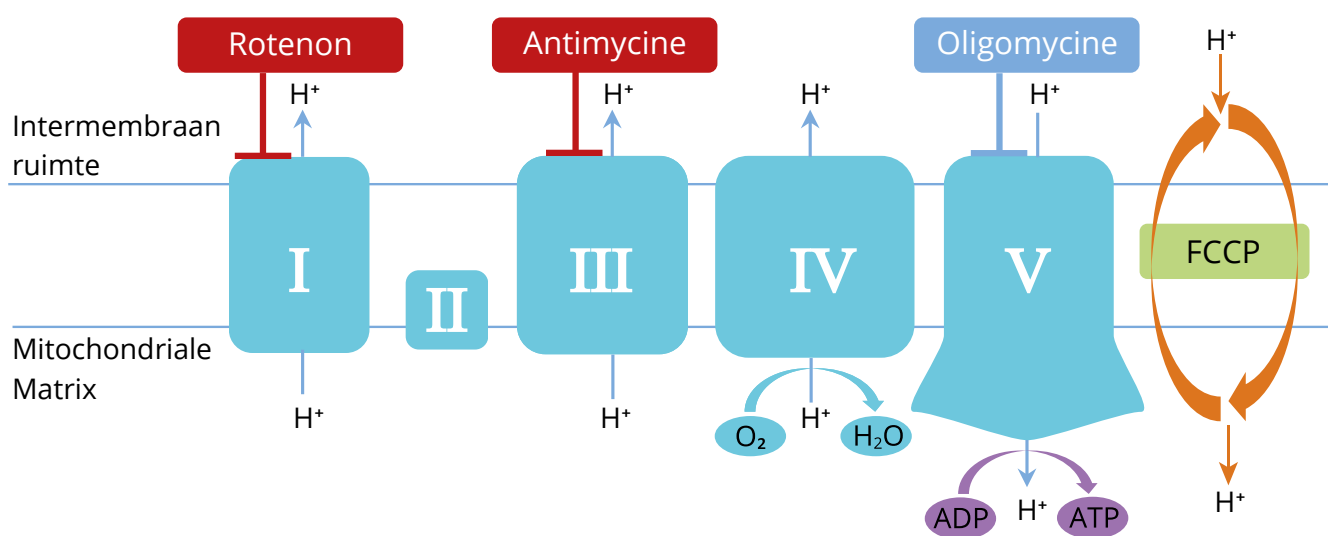 Rotenon
Antimycine
Oligomycine
H⁺
H⁺
H⁺
H⁺
H⁺
Intermembraan
ruimte
I
II
III
IV
V
FCCP
Mitochondriale
Matrix
H⁺
H⁺
O₂
H⁺
H₂O
ADP
H⁺
ATP
H⁺